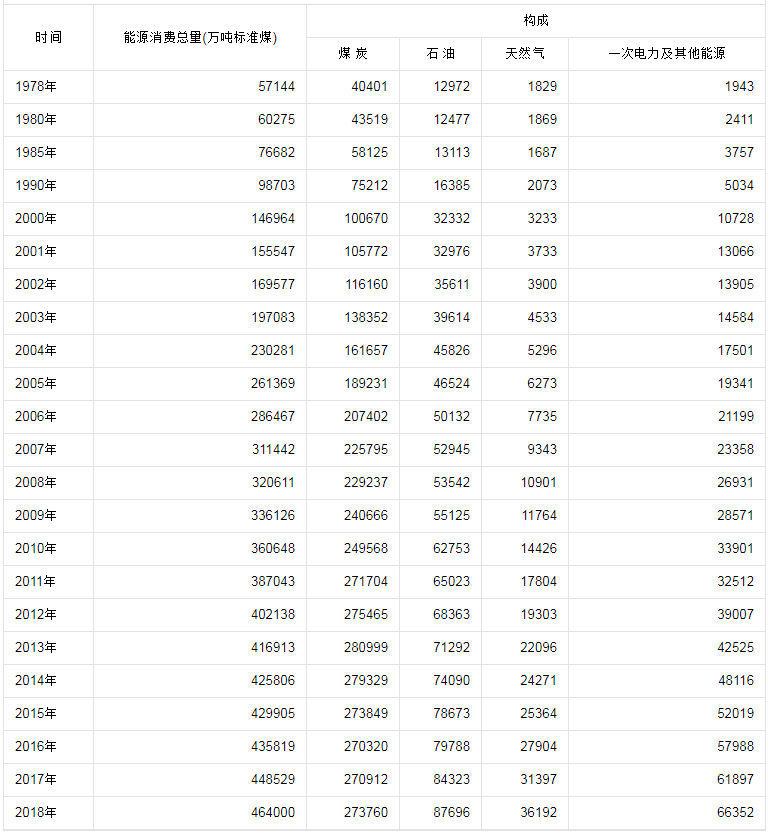 构成
时间 能源消费总量(万吨标准煤)
煤 炭 石 油 天然气 一次电力及其他能源
1978年 57144 40401 12972 1829 1943
1980年 60275 43519 12477 1869 2411
1985年 76682 58125 13113 1687 3757
1990年 98703 75212 16385 2073 5034
2000年 146964 100670 32332 3233 10728
2001年 155547 105772 32976 3733 13066
2002年 169577 116160 35611 3900 13905
2003年 197083 138352 39614 4533 14584
2004年 230281 161657 45826 5296 17501
2005年 261369 189231 46524 6273 19341
2006年 286467 207402 50132 7735 21199
2007年 311442 225795 52945 9343 23358
2008年 320611 229237 53542 10901 26931
2009年 336126 240666 55125 11764 28571
2010年 360648 249568 62753 14426 33901
2011年 387043 271704 65023 17804 32512
2012年 402138 275465 68363 19303 39007
2013年 416913 280999 71292 22096 42525
2014年 425806 279329 74090 24271 48116
2015年 429905 273849 78673 25364 52019
2016年 435819 270320 79788 27904 57988
2017年 448529 270912 84323 31397 61897
2018年 464000 273760 87696 36192 66352